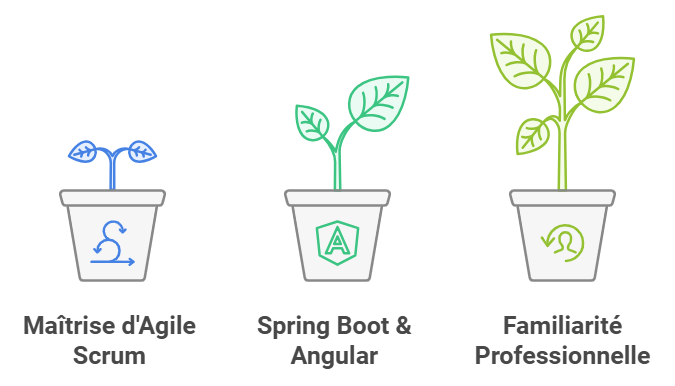 Maîtrise d'Agile
Scrum
Spring Boot &
Angular
Familiarité
Professionnelle